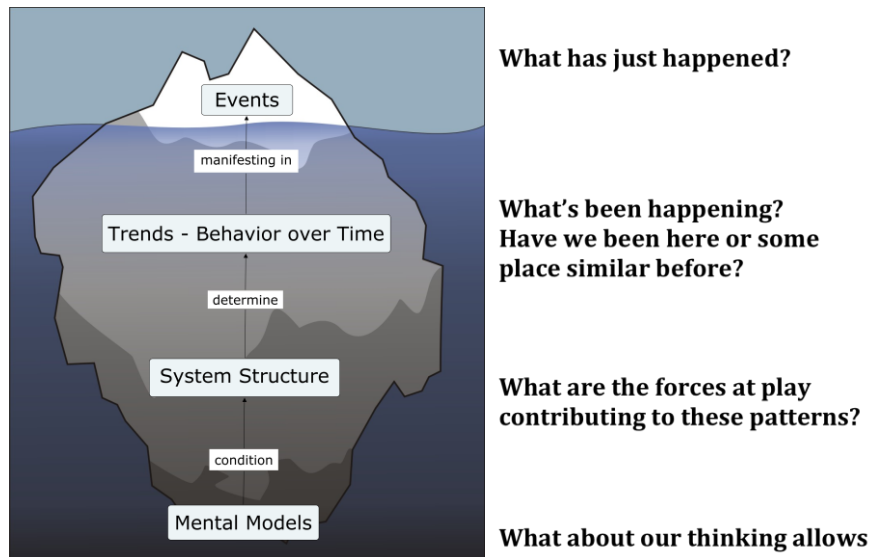 What has just happened?
Events
manifesting in
What's been happening?
Have we been here or some
place similar before?
Trends - Behavior over Time
determine
System Structure
What are the forces at play
contributing to these patterns?
condition
Mental Models
What about our thinking allows